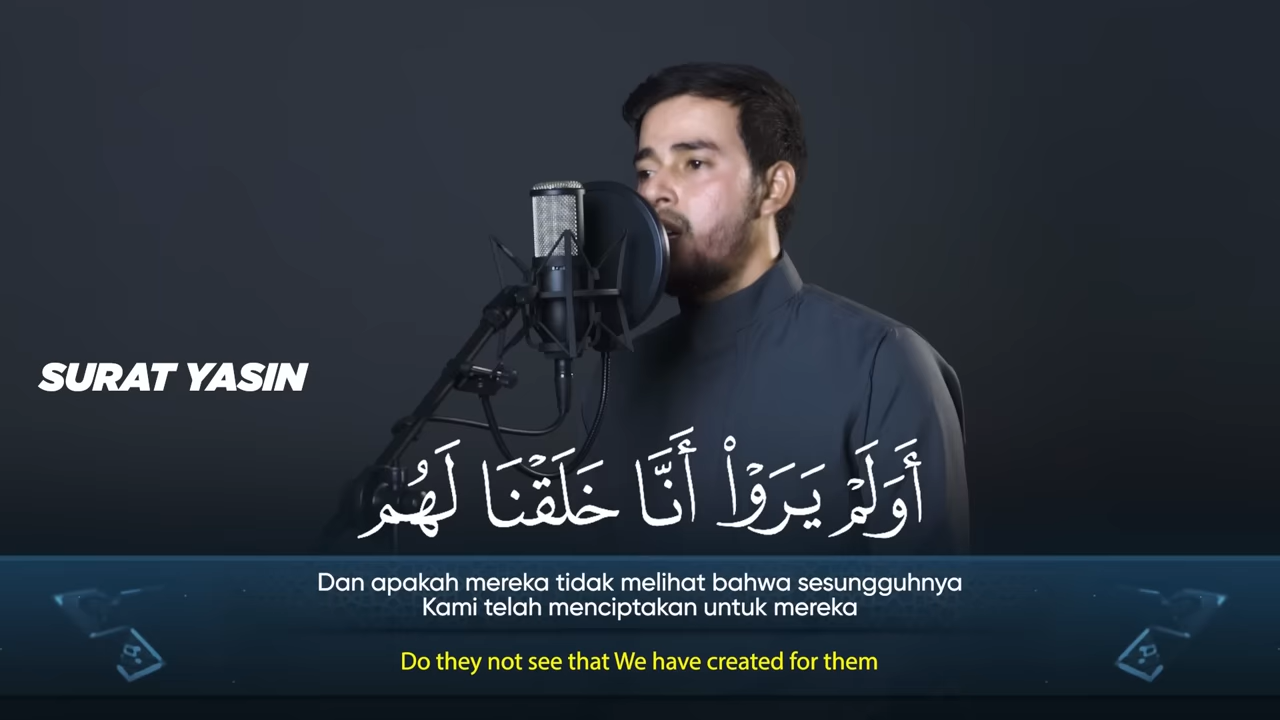 SURAT YASIN
أَوَلَمْ يَرَوْا۟ أَنَّا خَلَقْنَا لَهُم
Dan apakah mereka tidak melihat bahwa sesungguhnya
Kami telah menciptakan untuk mereka
Do they not see that We have created for them